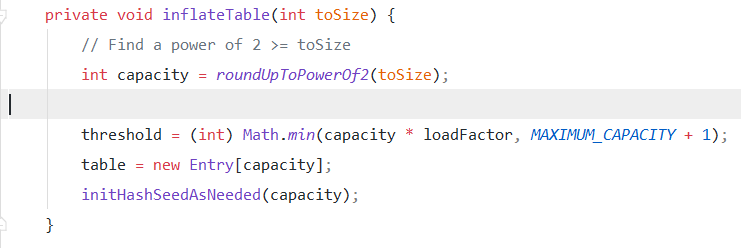 private void inflateTable(int toSize) {
// Find a power of 2 >= toSize
int capacity = roundUpToPowerOf2(toSize);
threshold = (int) Math.min(capacity * loadFactor, MAXIMUM_CAPACITY + 1);
table = new Entry[capacity];
initHashSeedAsNeeded(capacity);
}